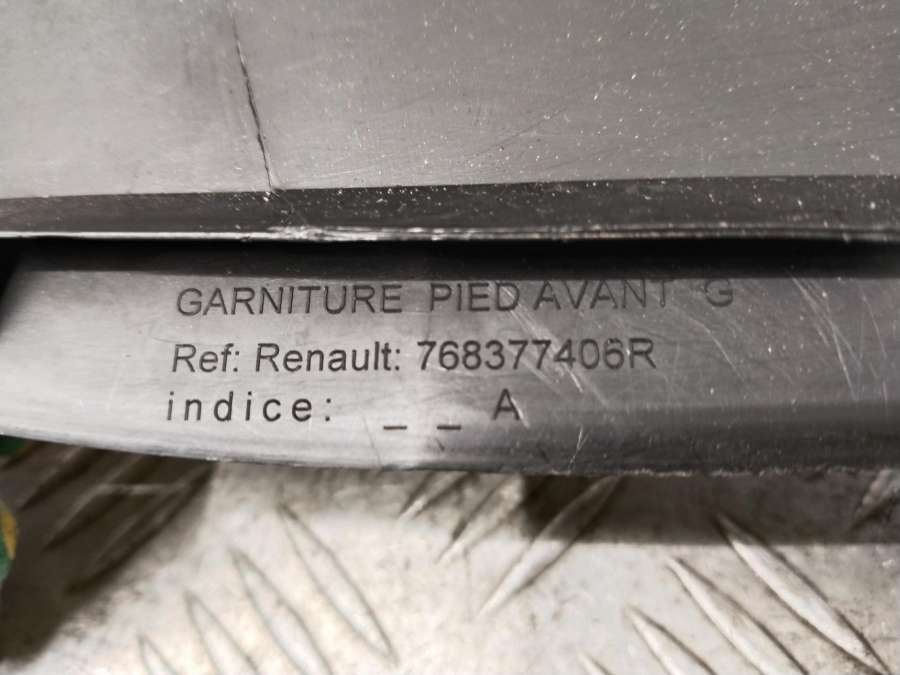 GARNITURE PIED AVANT G
Ref: Renault: 768377406R
indice: _ _ A